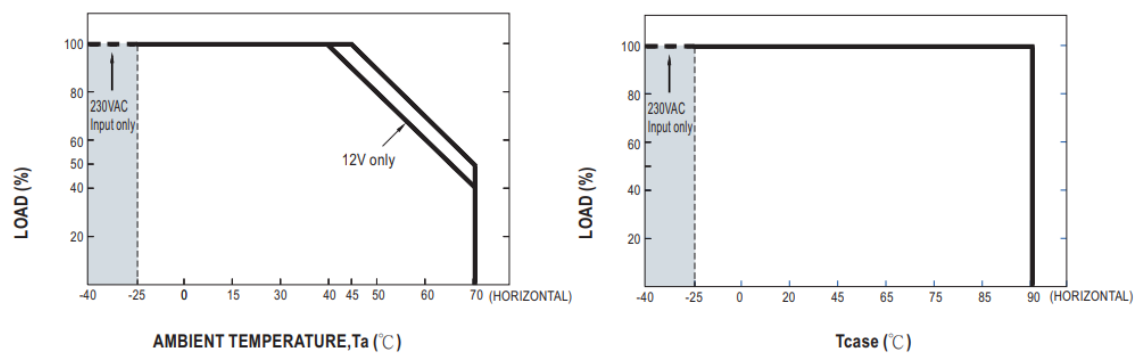 100
80
60
50
40
20
230VAC
Input only
12V only
LOAD (%)
-40 -25 0 15 30 40 45 50 60 70 (HORIZONTAL)
AMBIENT TEMPERATURE,Ta (℃)
100
80
60
40
20
230VAC
Input only
LOAD (%)
-40 -25 0 20 45 65 75 85 90 (HORIZONTAL)
Tcase (℃)